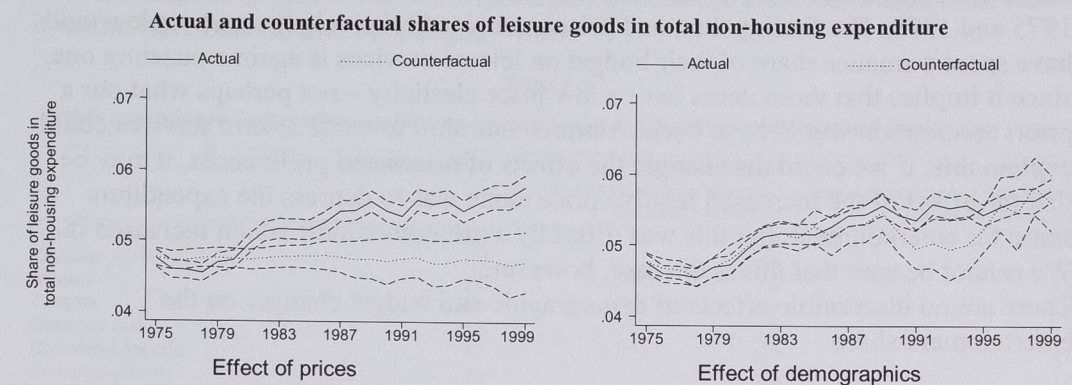 Actual and counterfactual shares of leisure goods in total non-housing expenditure
Actual
Counterfactual
Share of leisure goods in
total non-housing expenditure
.07
.06
.05
.04
1975 1979 1983 1987 1991 1995 1999
Effect of prices
Actual
Counterfactual
.07
.06
.05
.04
1975 1979 1983 1987 1991 1995 1999
Effect of demographics